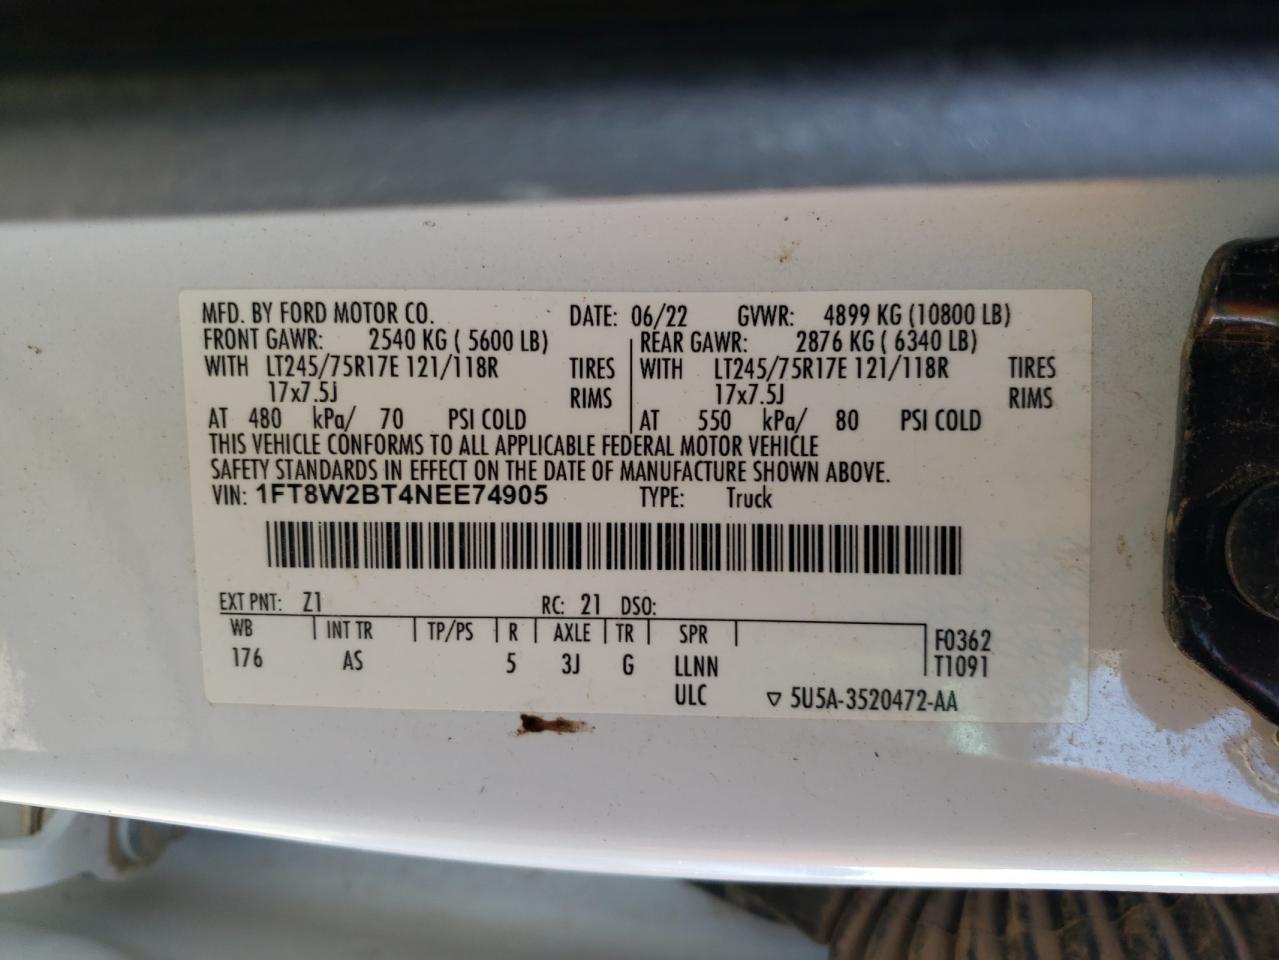 MFD. BY FORD MOTOR CO. DATE: 06/22 GVWR: 4899 KG (10800 LB)
FRONT GAWR: 2540 KG ( 5600 LB) REAR GAWR: 2876 KG ( 6340 LB)
WITH LT245/75R17E 121/118R TIRES WITH LT245/75R17E 121/118R TIRES
17x7.5J RIMS 17x7.5J RIMS
AT 480 kPa/ 70 PSI COLD AT 550 kPa/ 80 PSI COLD
THIS VEHICLE CONFORMS TO ALL APPLICABLE FEDERAL MOTOR VEHICLE
SAFETY STANDARDS IN EFFECT ON THE DATE OF MANUFACTURE SHOWN ABOVE.
VIN: 1FT8W2BT4NEE74905 TYPE: Truck
EXT PNT: Z1 RC: 21 DSO:
WB INT TR TP/PS R AXLE TR SPR F0362
176 AS 5 3J G LLNN T1091
ULC ▽ 5U5A-3520472-AA